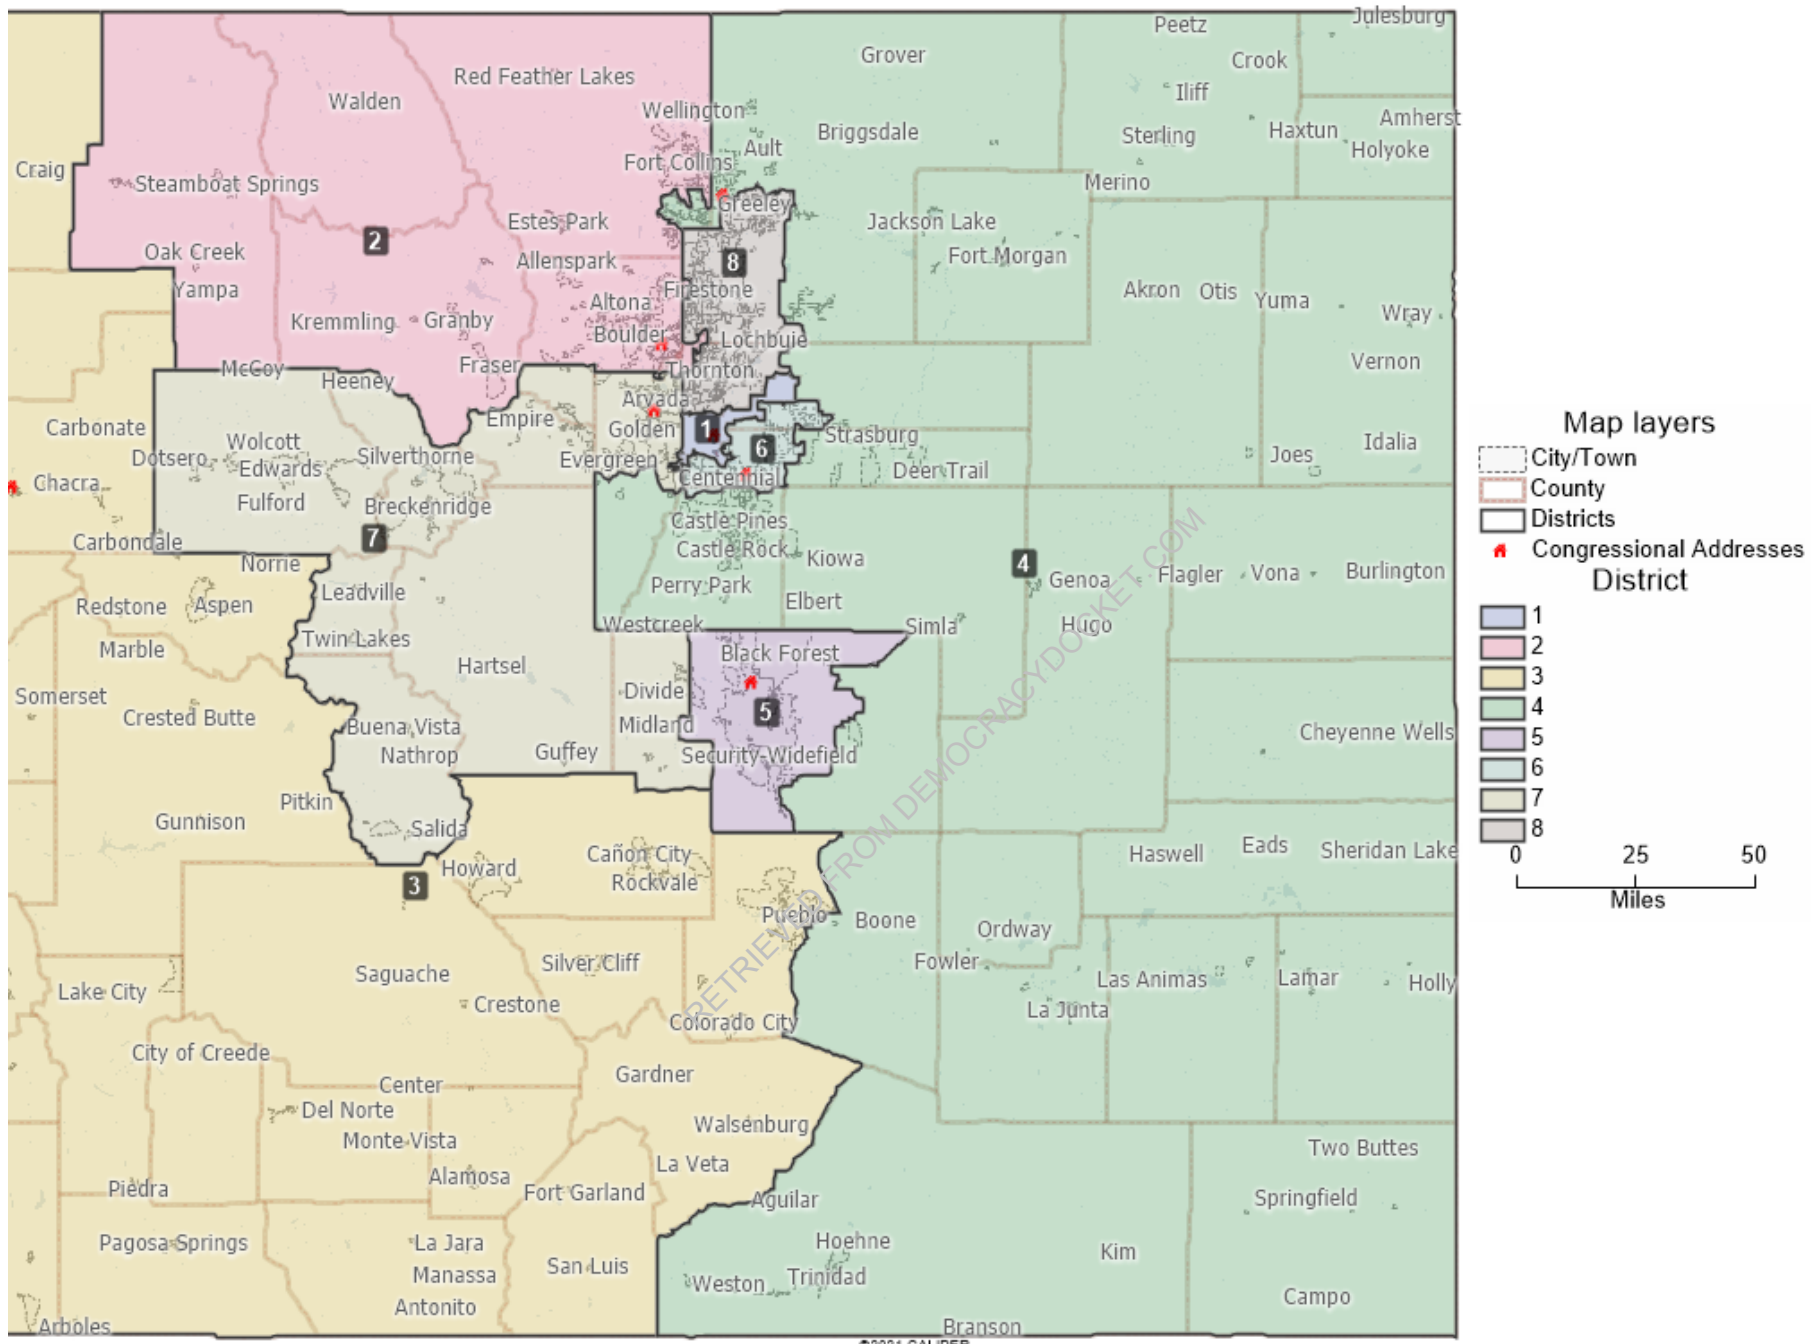 Julesburg
Peetz
Grover
Crook
Red Feather Lakes
Iliff
Walden
Wellington
Amherst
Briggsdale
Sterling
Haxtun
Ault
Holyoke
Fort Collins
Craig
Steamboat Springs
Merino
Greeley
Estes Park
Jackson Lake
2
Oak Creek
Allenspark
8
Fort Morgan
Yampa
Firestone
Akron
Otis
Yuma
Altona
Wray
Kremmling
Granby
Boulder
Lochbuie
Vernon
McCoy
Heeney
Fraser
Thornton
Arvada
Empire
Carbonate
Golden
1
Strasburg
Wolcott
Idalia
6
Dotsero
Edwards
Silverthorne
Evergreen
Joes
Deer Trail
Chacra
Centennial
Fulford
Breckenridge
Castle Pines
7
Carbondale
Castle Rock
Kiowa
Norrie
4
Genoa
Flagler
Vona
Burlington
Leadville
Perry Park
Redstone
Aspen
Elbert
Westcreek
Simla
Hugo
Twin Lakes
Marble
Black Forest
Hartsel
Somerset
Divide
5
Crested Butte
Buena Vista
Midland
Cheyenne Wells
Nathrop
Guffey
Security-Widefield
Pitkin
Gunnison
Salida
Eads
Cañon City
Haswell
Sheridan Lake
Howard
Rockvale
3
Pueblo
Boone
Ordway
Silver Cliff
Fowler
Saguache
Las Animas
Lamar
Holly
Lake City
Crestone
La Junta
Colorado City
City of Creede
Gardner
Center
Del Norte
Walsenburg
Monte Vista
Two Buttes
La Veta
Alamosa
Piedra
Fort Garland
Aguilar
Springfield
Pagosa Springs
La Jara
Hoehne
Kim
San Luis
Manassa
Weston
Trinidad
Campo
Antonito
Arboles
Branson
RETRIEVED FROM DEMOCRACYDOCKET.COM
Map layers
City/Town
County
Districts
Congressional Addresses
District
1
2
3
4
5
6
7
8
0 25 50
Miles